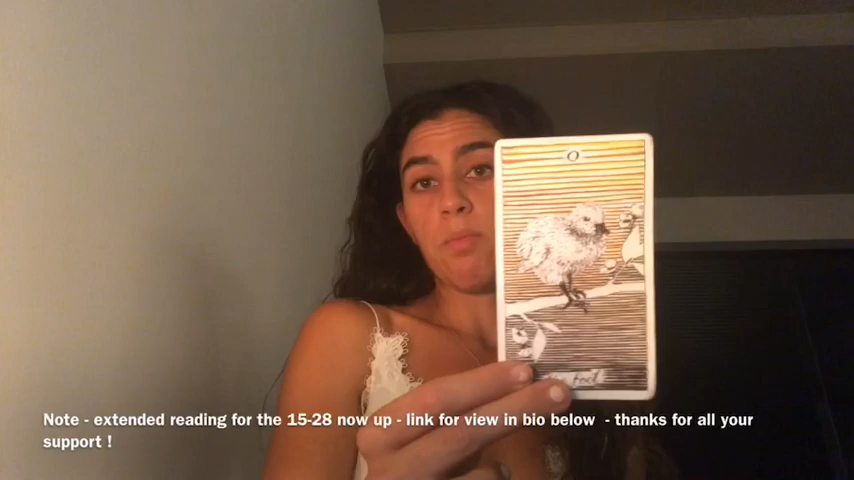 0
Note - extended reading for the 15-28 now up - link for view in bio below  - thanks for all your
support !
fool